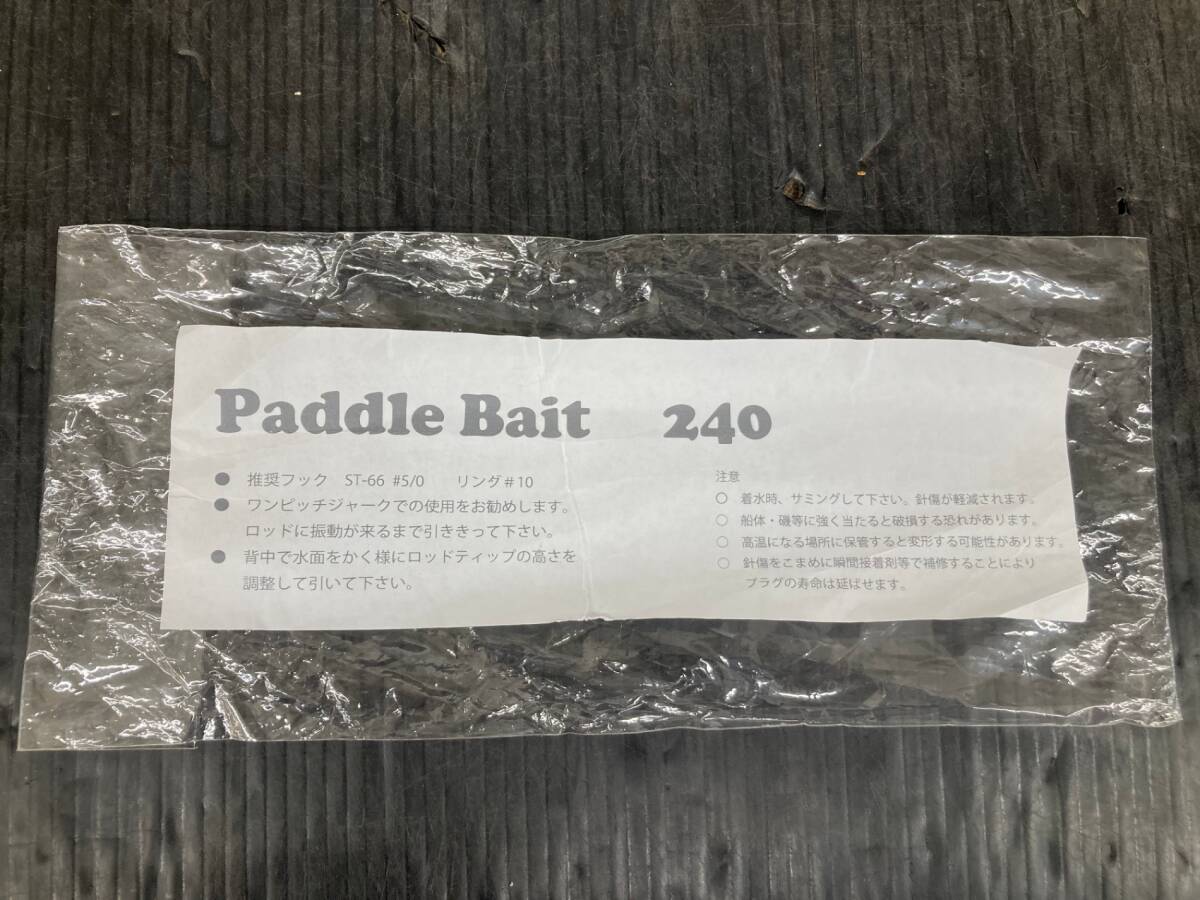 Paddle Bait 240
● 推奨フック ST-66 #5/0 リング#10
● ワンピッチジャークでの使用をお勧めします。
ロッドに振動が来るまで引ききって下さい。
● 背中で水面をかく様にロッドティップの高さを
調整して引いて下さい。
注意
○ 着水時、サミングして下さい。針傷が軽減されます。
○ 船体・磯等に強く当たると破損する恐れがあります。
○ 高温になる場所に保管すると変形する可能性があります。
○ 針傷をこまめに瞬間接着剤等で補修することにより
プラグの寿命は延ばせます。